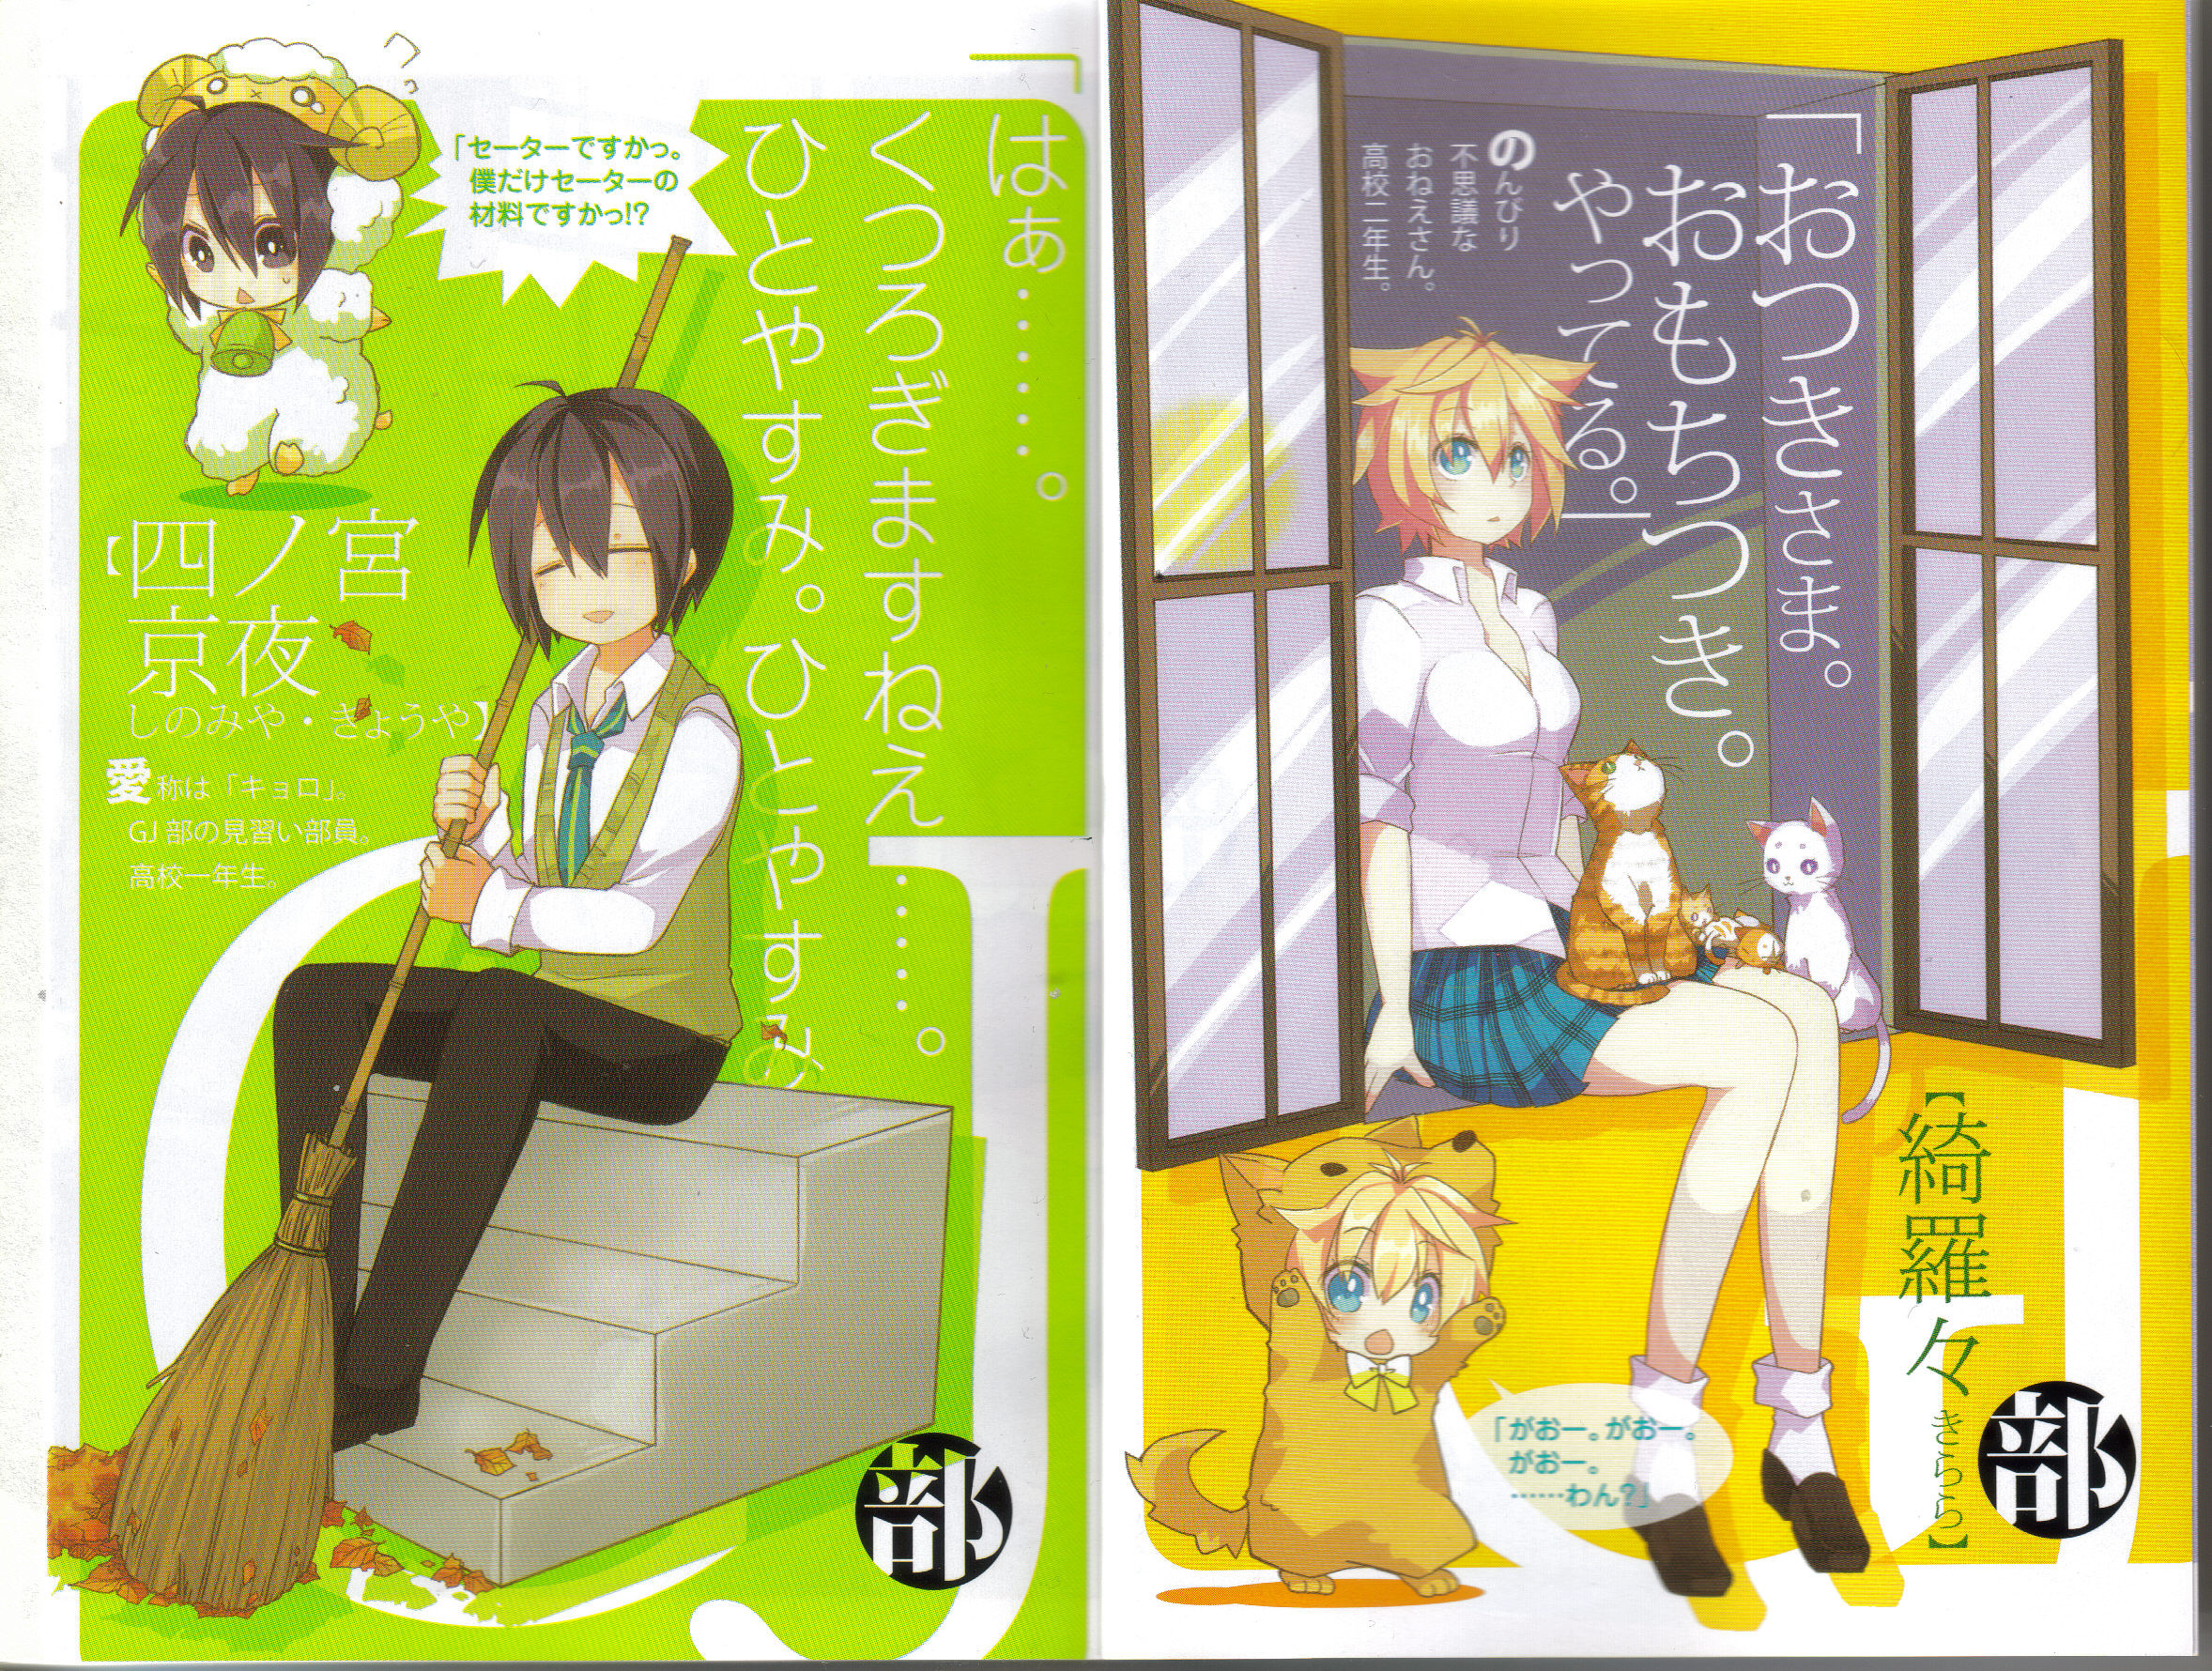 「おつきさま。
おもちつき。
やってる。」
のんびり
不思議な
おねえさん。
高校二年生。
【綺羅々 きらら】
「がおー。がおー。
がおー。
……わん?」
部
「はぁ……。
くつろぎますねえ……。
ひとやすみ。ひとやすみ
「セーターですかっ。
僕だけセーターの
材料ですかっ!?
【四ノ宮
京夜
しのみや・きょうや】
愛称は「キョロ」。
GJ部の見習い部員。
高校一年生。
部